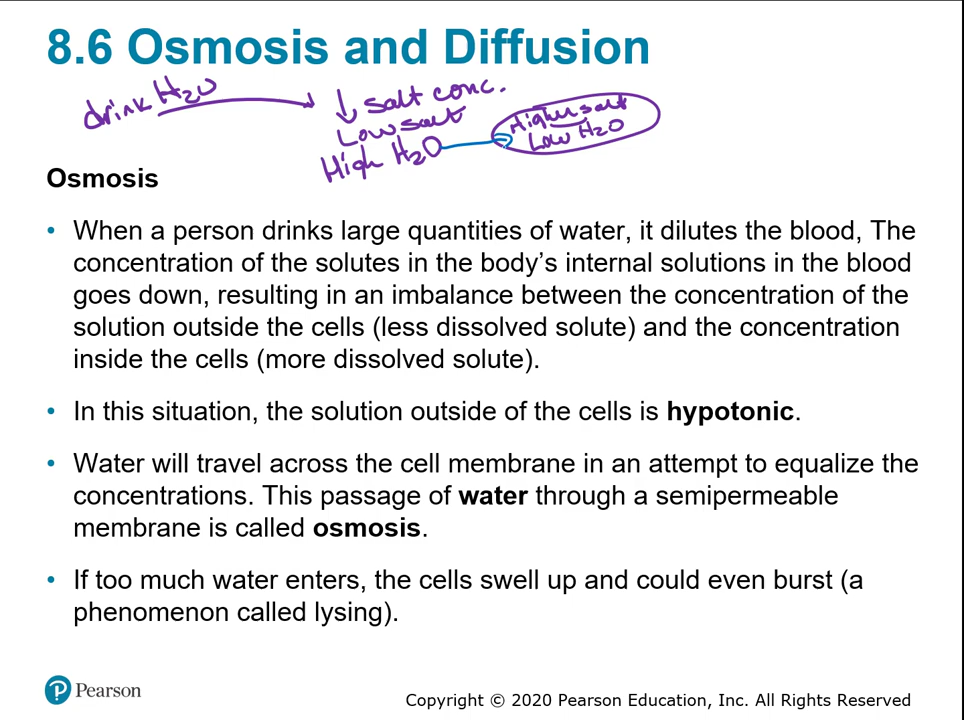 8.6 Osmosis and Diffusion
drink H2O → ↓ salt conc.
Low salt
High H2O
Higher salt
Low H2O
Osmosis
• When a person drinks large quantities of water, it dilutes the blood, The
concentration of the solutes in the body’s internal solutions in the blood
goes down, resulting in an imbalance between the concentration of the
solution outside the cells (less dissolved solute) and the concentration
inside the cells (more dissolved solute).
• In this situation, the solution outside of the cells is hypotonic.
• Water will travel across the cell membrane in an attempt to equalize the
concentrations. This passage of water through a semipermeable
membrane is called osmosis.
• If too much water enters, the cells swell up and could even burst (a
phenomenon called lysing).
Pearson
Copyright © 2020 Pearson Education, Inc. All Rights Reserved